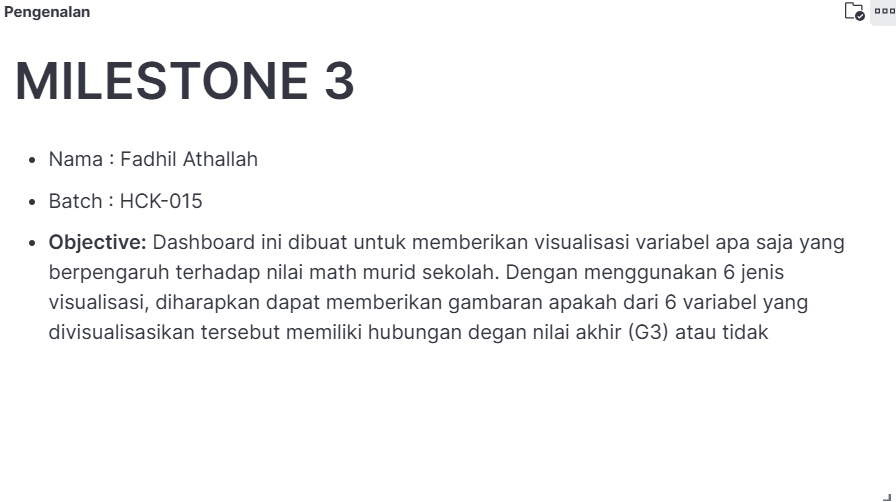 Pengenalan
MILESTONE 3
• Nama : Fadhil Athallah
• Batch : HCK-015
• Objective: Dashboard ini dibuat untuk memberikan visualisasi variabel apa saja yang
berpengaruh terhadap nilai math murid sekolah. Dengan menggunakan 6 jenis
visualisasi, diharapkan dapat memberikan gambaran apakah dari 6 variabel yang
divisualisasikan tersebut memiliki hubungan degan nilai akhir (G3) atau tidak